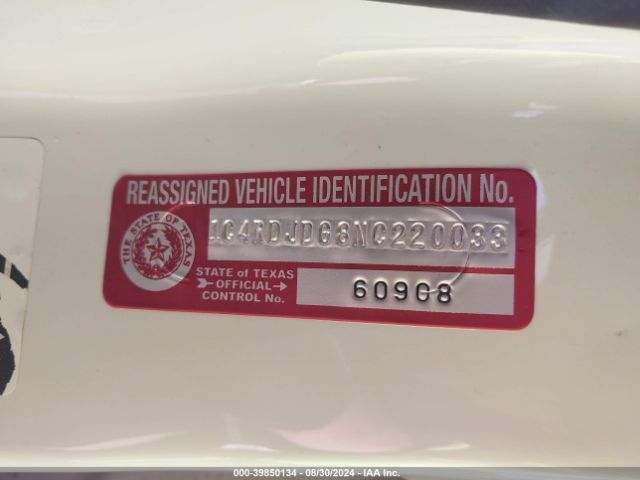 REASSIGNED VEHICLE IDENTIFICATION No.
THE STATE OF TEXAS
1C4RDJDG8NC220033
STATE of TEXAS
OFFICIAL
CONTROL No.
60908
000-39850134 - 08/30/2024 - IAA Inc.